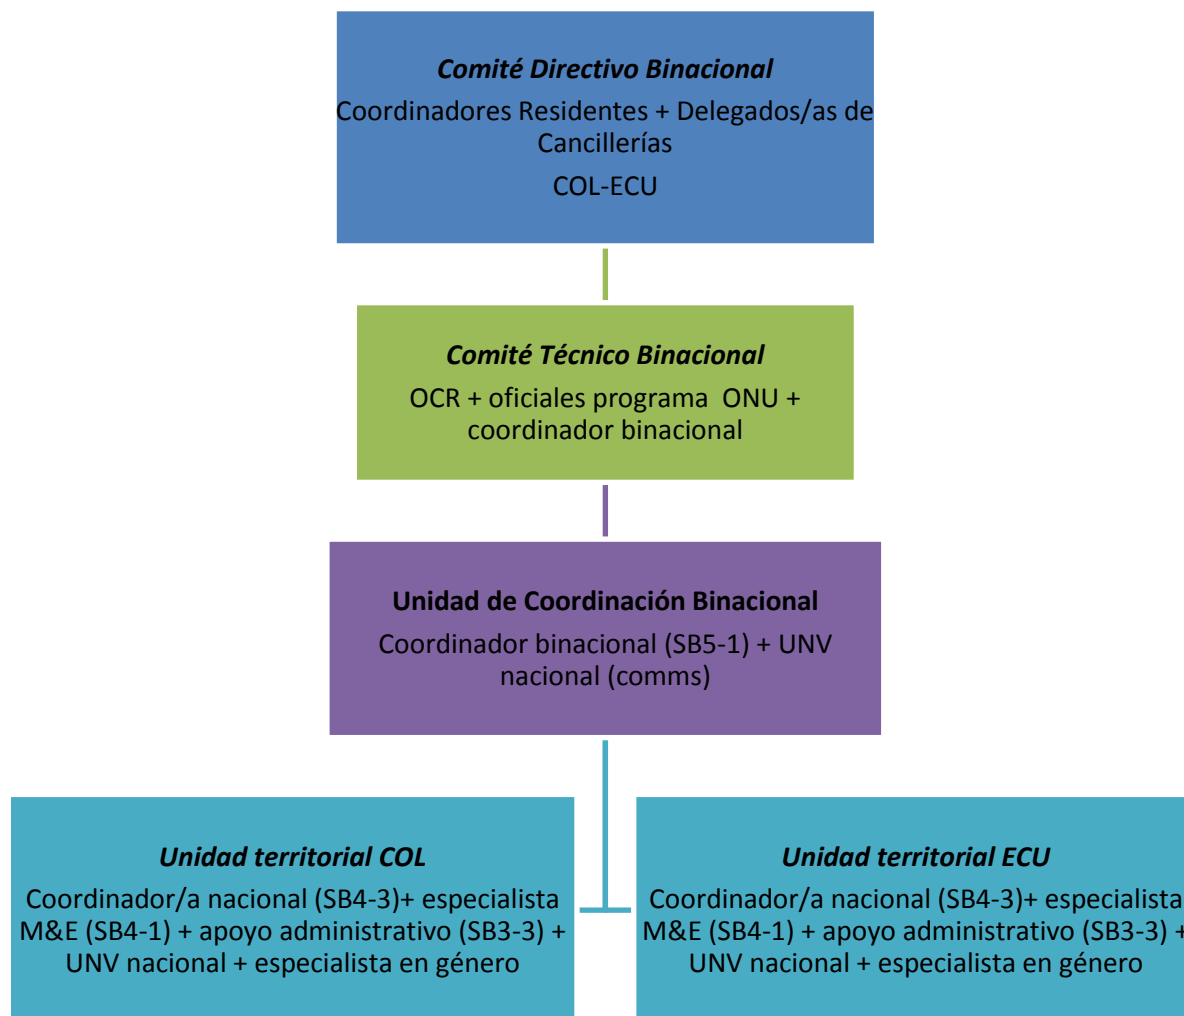 Comité Directivo Binacional
Coordinadores Residentes + Delegados/as de
Cancillerías
COL-ECU
Comité Técnico Binacional
OCR + oficiales programa  ONU +
coordinador binacional
Unidad de Coordinación Binacional
Coordinador binacional (SB5-1) + UNV
nacional (comms)
Unidad territorial COL
Coordinador/a nacional (SB4-3)+ especialista
M&E (SB4-1) + apoyo administrativo (SB3-3) +
UNV nacional + especialista en género
Unidad territorial ECU
Coordinador/a nacional (SB4-3)+ especialista
M&E (SB4-1) + apoyo administrativo (SB3-3) +
UNV nacional + especialista en género